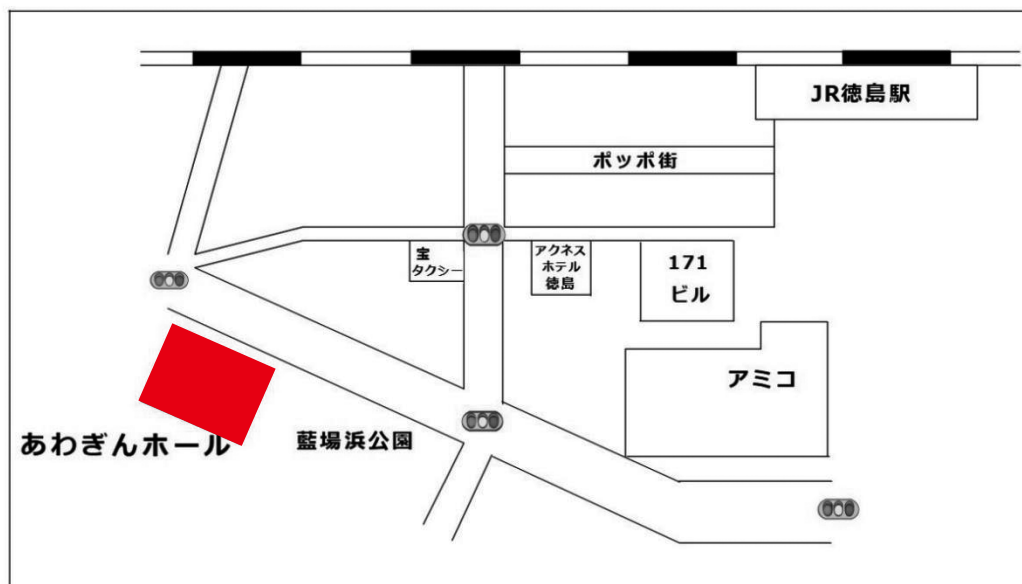 JR徳島駅
ポッポ街
宝
タクシー
アクネス
ホテル
徳島
171
ビル
アミコ
藍場浜公園
あわぎんホール